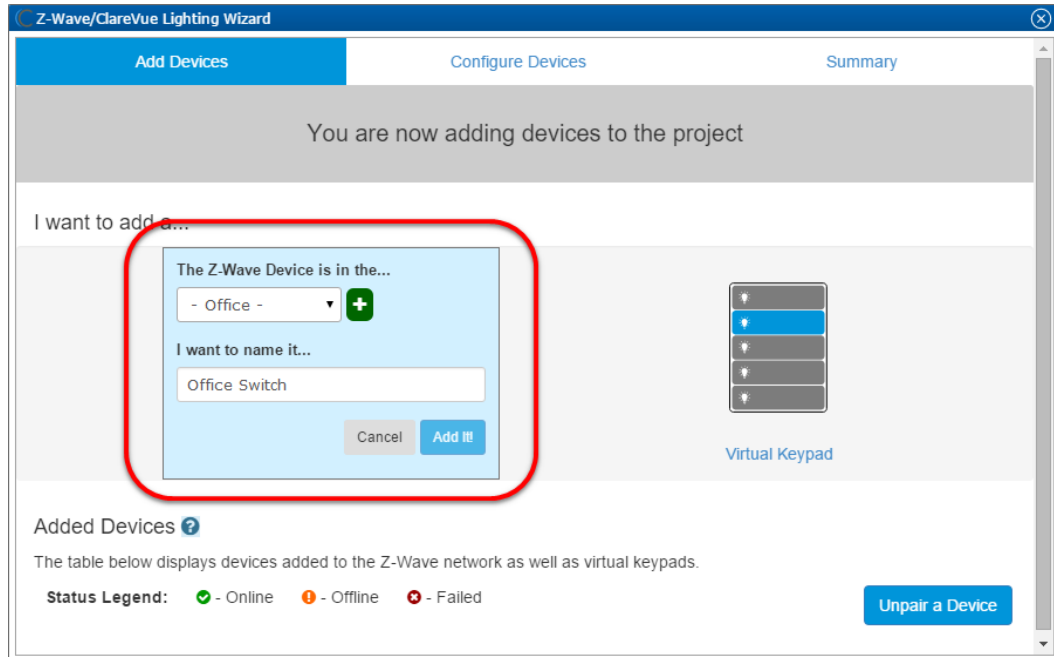 Z-Wave/ClareVue Lighting Wizard
Add Devices Configure Devices Summary
You are now adding devices to the project
I want to add a...
The Z-Wave Device is in the...
- Office -
I want to name it...
Office Switch
Cancel Add It!
Virtual Keypad
Added Devices ?
The table below displays devices added to the Z-Wave network as well as virtual keypads.
Status Legend: - Online - Offline - Failed
Unpair a Device